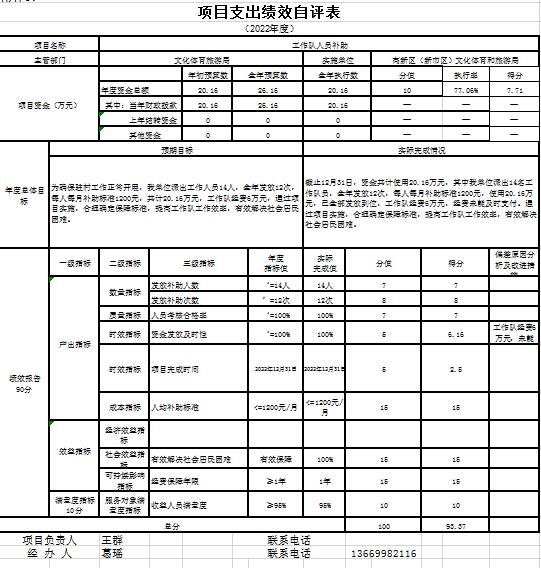 项目支出绩效自评表
（2022年度）
项目名称 工作队人员补助
主管部门 文化体育旅游局 实施单位 高新区（新市区）文化体育和旅游局
项目资金（万元） 年初预算数 全年预算数 全年执行数 分值 执行率 得分
年度资金总额 20.16 26.16 20.16 10 77.06% 7.71
其中：当年财政拨款 20.16 26.16 20.16 — — —
上年结转资金 0 0 0 — — —
其他资金 0 0 0 — — —
年度总体目标 预期目标 实际完成情况
为确保驻村工作正常开展，我单位派出工作人员14人，全年发放12次，
每人每月补助标准1200元，共计20.16万元，工作队经费6万元，通过项
目实施，合理确定保障标准，提高工作队工作效率，有效解决社会居民
困难。
截止12月31日，资金共计使用20.16万元，其中我单位派出14名工
作队员，全年发放12次，每人每月补助标准1200元，使用20.16万
元，已全部发放到位，工作队经费6万元，经费未能及时支付。通
过项目实施，合理确定保障标准，提高工作队工作效率，有效解决
社会居民困难。
绩效报告
90分
一级指标 二级指标 三级指标 年度指标值 实际完成值 分值 得分 偏差原因分析及改进措施
产出指标 数量指标 发放补助人数 ‘=14人 14人 7 7
发放补助次数 ‘=12次 12次 8 8
质量指标 人员考核合格率 ‘=100% 100% 7 7
时效指标 资金发放及时性 ‘=100% 100% 8 6.16 工作队经费6万元，未能
时效指标 项目完成时间 2022年12月31日 2022年12月31日 5 2.5
成本指标 人均补助标准 <=1200元/月 <=1200元/月 15 15
效益指标 经济效益指标
社会效益指标 有效解决社会居民困难 有效保障 100% 15 15
可持续影响指标 经费保障年限 ≥1年 1年 15 15
满意度指标10分 服务对象满意度指标 收益人员满意度 ≥95% 95% 10 10
总分 100 93.37
项目负责人 王群 联系电话
经 办 人 葛瑶 联系电话 13669982116